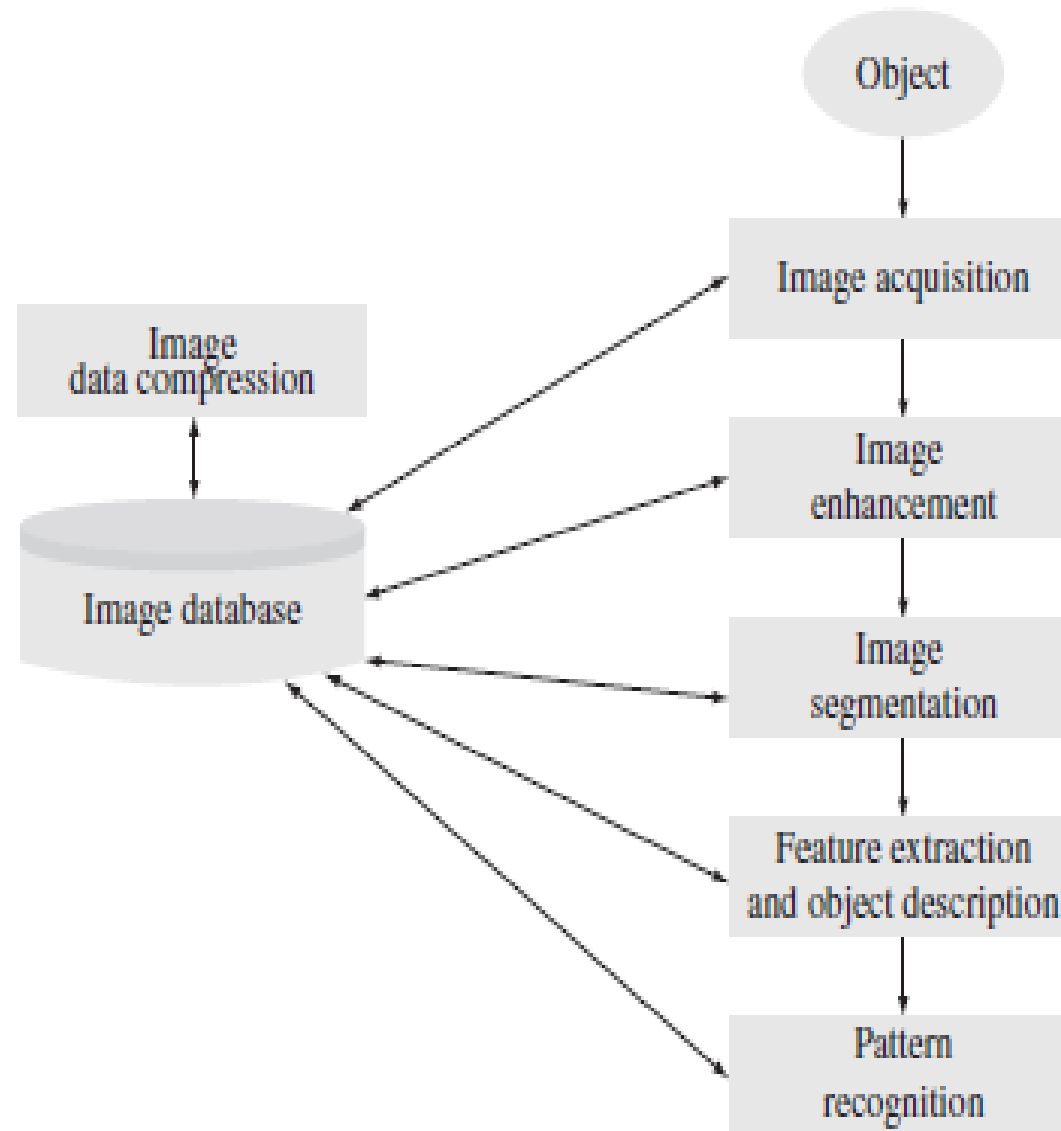 Object
Image acquisition
Image
data compression
Image
enhancement
Image database
Image
segmentation
Feature extraction
and object description
Pattern
recognition